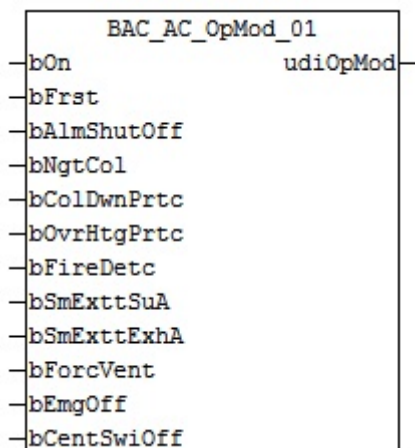 BAC_AC_OpMod_01
bOn udiOpMod
bFrst
bAlmShutOff
bNgtCol
bColDwnPrtc
bOvrHtgPrtc
bFireDetc
bSmExttSuA
bSmExttExhA
bForcVent
bEmgOff
bCentSwiOff